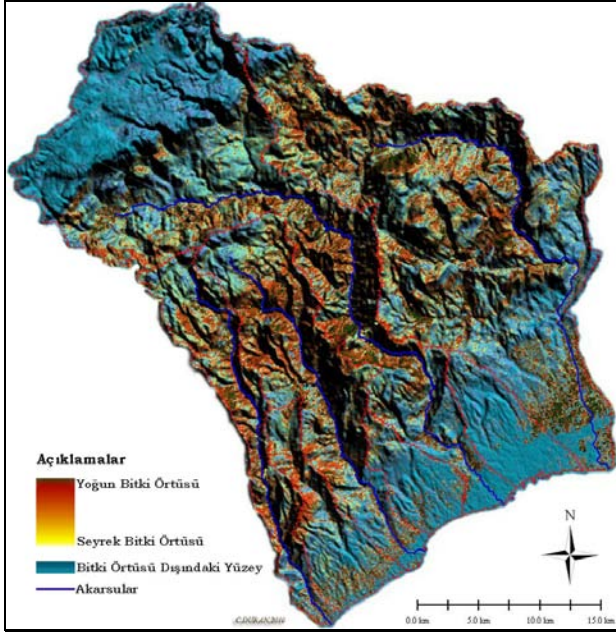 Açıklamalar
Yoğun Bitki Örtüsü
Seyrek Bitki Örtüsü
Bitki Örtüsü Dışındaki Yüzey
Akarsular
N
0.0 km 5.0 km 10.0 km 15.0 km